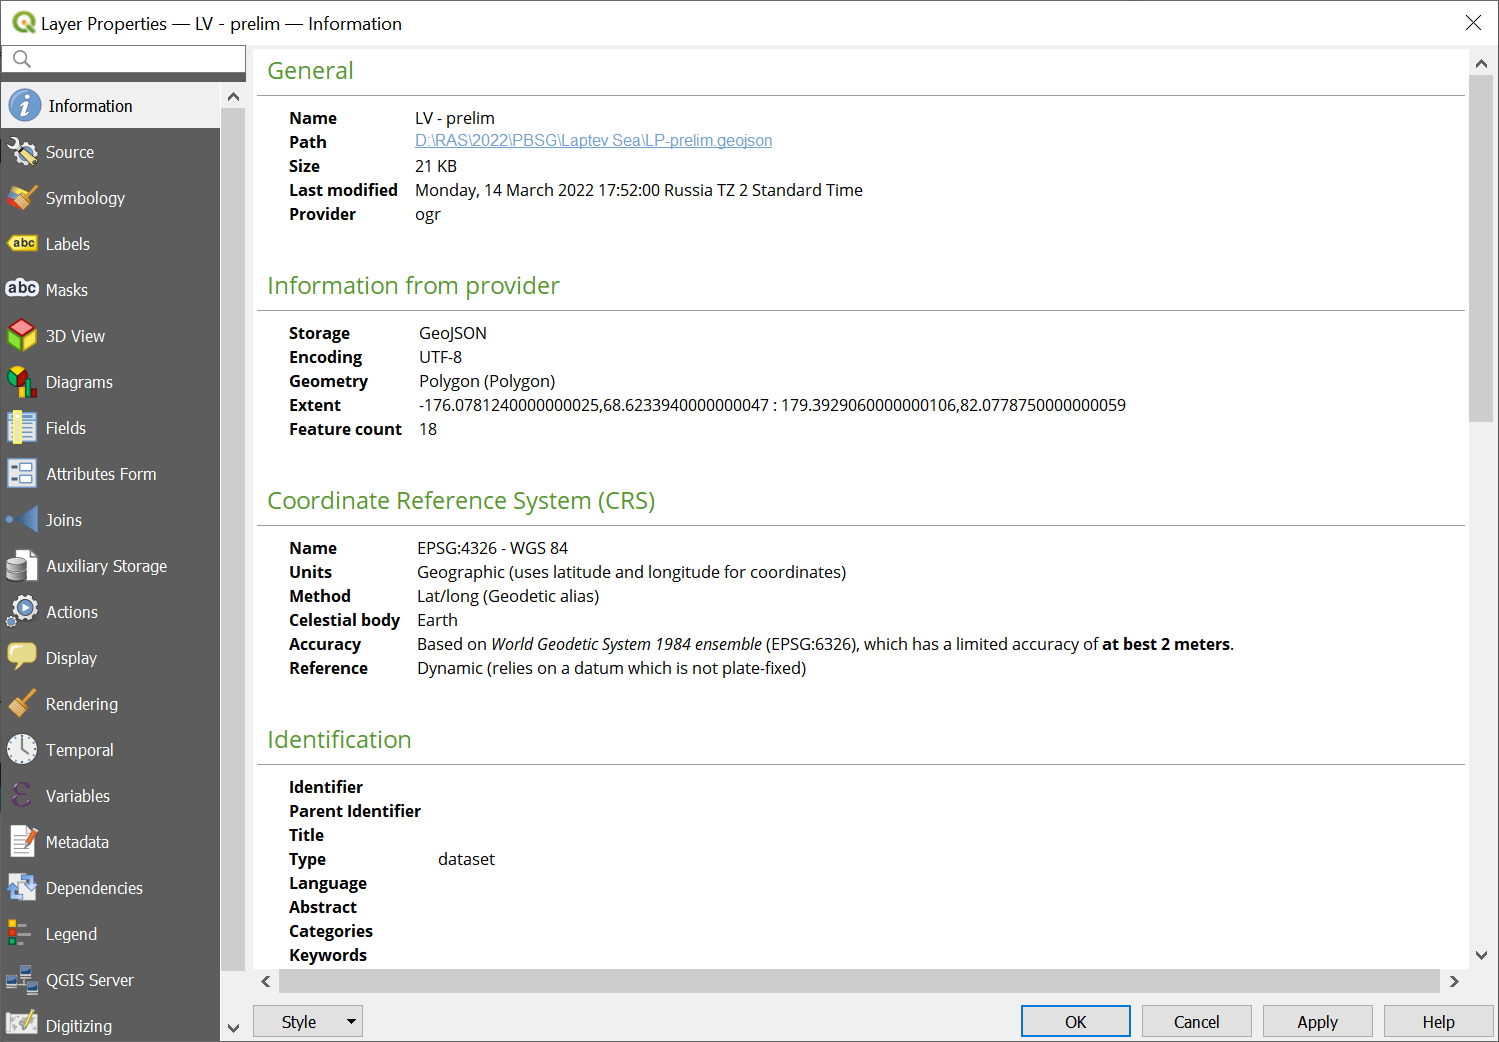 Layer Properties — LV - prelim — Information
Information
Source
Symbology
abc Labels
abc Masks
3D View
Diagrams
Fields
Attributes Form
Joins
Auxiliary Storage
Actions
Display
Rendering
Temporal
Variables
Metadata
Dependencies
Legend
QGIS Server
Digitizing
General
Name LV - prelim
Path D:\RAS\2022\PBSG\Laptev Sea\LP-prelim.geojson
Size 21 KB
Last modified Monday, 14 March 2022 17:52:00 Russia TZ 2 Standard Time
Provider ogr
Information from provider
Storage GeoJSON
Encoding UTF-8
Geometry Polygon (Polygon)
Extent -176.0781240000000025,68.6233940000000047 : 179.3929060000000106,82.0778750000000059
Feature count 18
Coordinate Reference System (CRS)
Name EPSG:4326 - WGS 84
Units Geographic (uses latitude and longitude for coordinates)
Method Lat/long (Geodetic alias)
Celestial body Earth
Accuracy Based on World Geodetic System 1984 ensemble (EPSG:6326), which has a limited accuracy of at best 2 meters.
Reference Dynamic (relies on a datum which is not plate-fixed)
Identification
Identifier
Parent Identifier
Title
Type dataset
Language
Abstract
Categories
Keywords
Style OK Cancel Apply Help